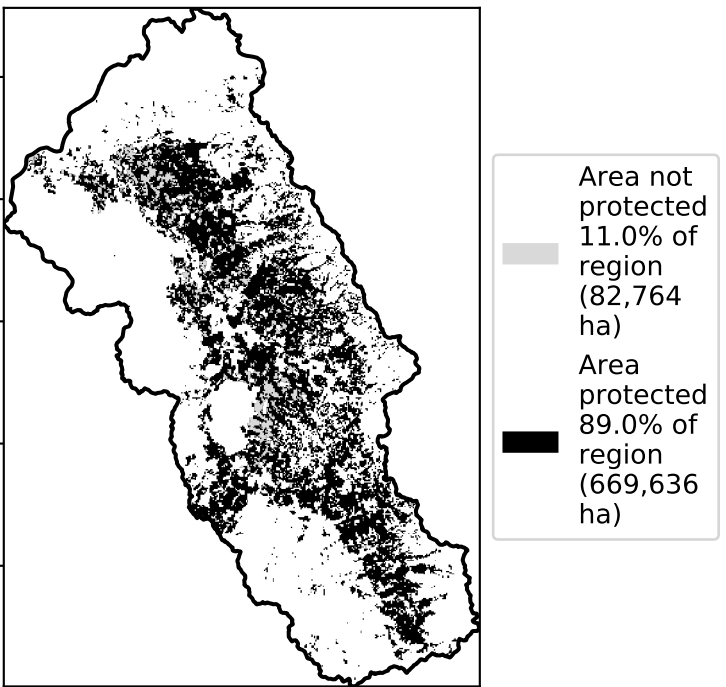 Area not
protected
11.0% of
region
(82,764
ha)
Area
protected
89.0% of
region
(669,636
ha)